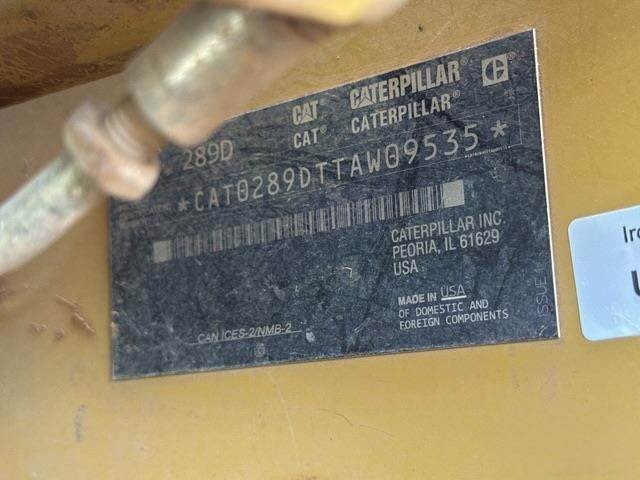 CAT CATERPILLAR®
CAT® CATERPILLAR®
289D
*CAT0289DTTAW09535*
CATERPILLAR INC.
PEORIA, IL 61629
USA
MADE IN USA
OF DOMESTIC AND
FOREIGN COMPONENTS
CAN ICES-2/NMB-2
ISSUE
Iro